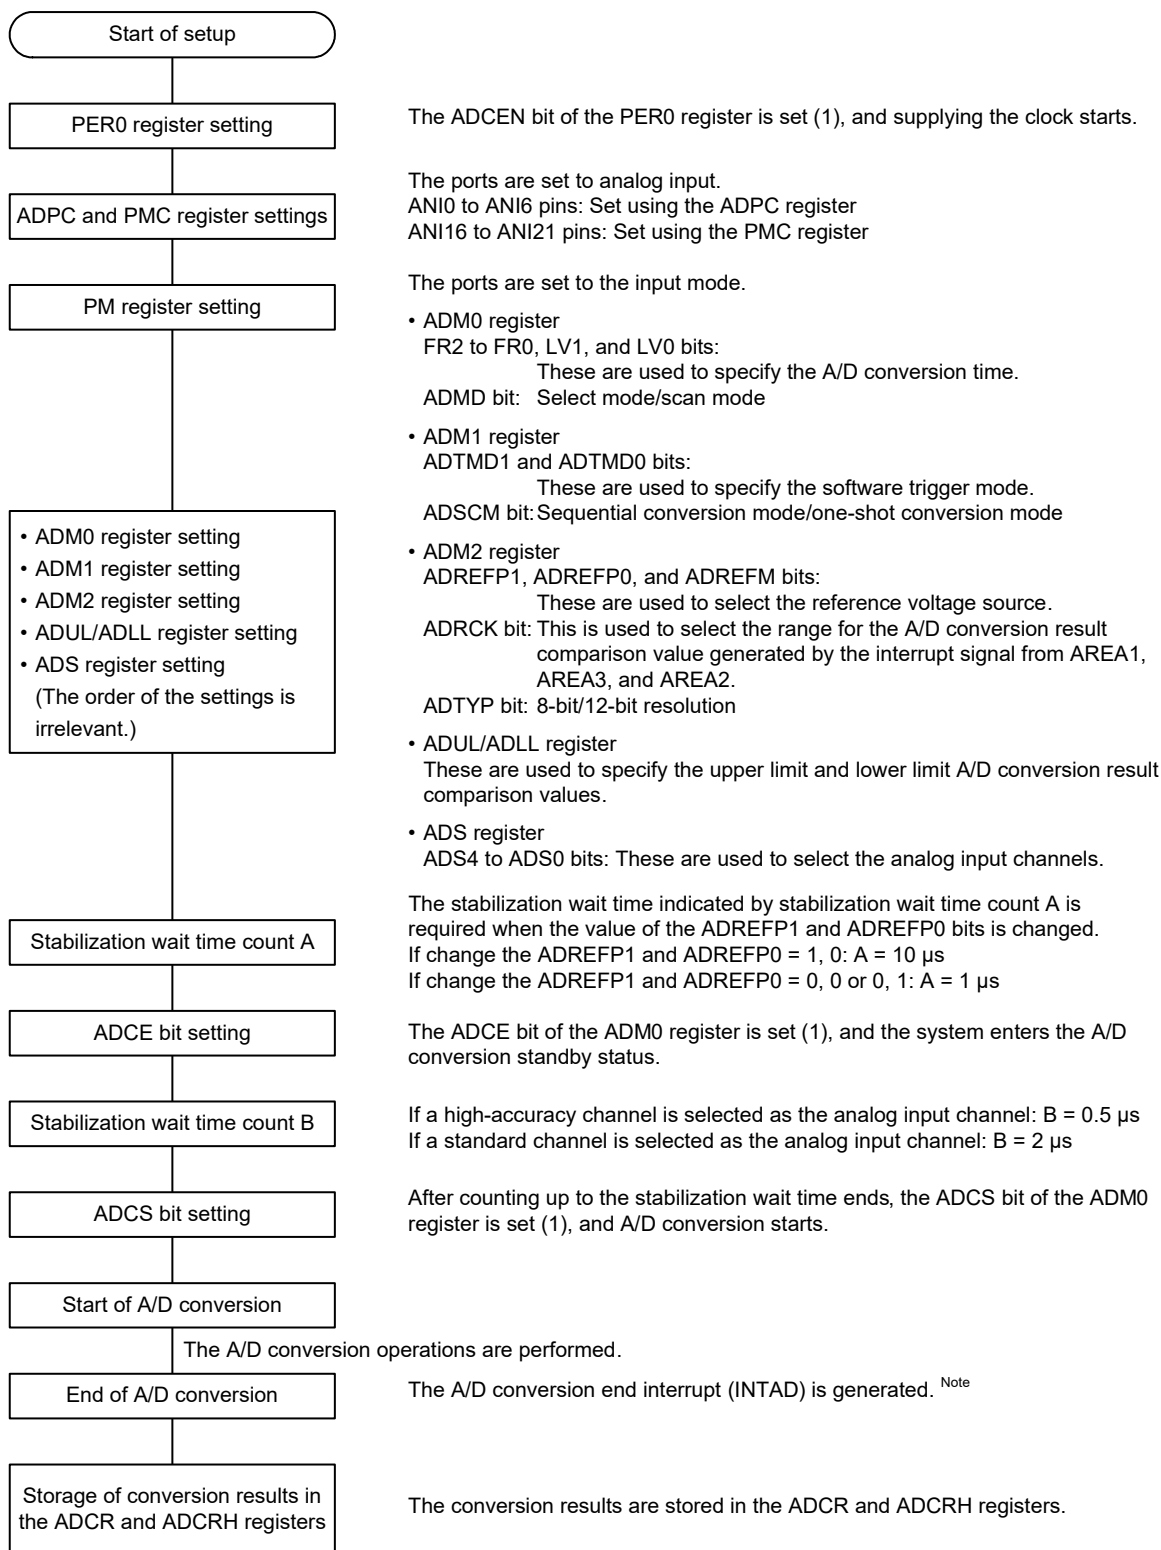 Start of setup
PER0 register setting
The ADCEN bit of the PER0 register is set (1), and supplying the clock starts.
ADPC and PMC register settings
The ports are set to analog input.
ANI0 to ANI6 pins: Set using the ADPC register
ANI16 to ANI21 pins: Set using the PMC register
PM register setting
The ports are set to the input mode.
• ADM0 register setting
• ADM1 register setting
• ADM2 register setting
• ADUL/ADLL register setting
• ADS register setting
(The order of the settings is
irrelevant.)
• ADM0 register
FR2 to FR0, LV1, and LV0 bits:
These are used to specify the A/D conversion time.
ADMD bit: Select mode/scan mode
• ADM1 register
ADTMD1 and ADTMD0 bits:
These are used to specify the software trigger mode.
ADSCM bit: Sequential conversion mode/one-shot conversion mode
• ADM2 register
ADREFP1, ADREFP0, and ADREFM bits:
These are used to select the reference voltage source.
ADRCK bit: This is used to select the range for the A/D conversion result
comparison value generated by the interrupt signal from AREA1,
AREA3, and AREA2.
ADTYP bit: 8-bit/12-bit resolution
• ADUL/ADLL register
These are used to specify the upper limit and lower limit A/D conversion result
comparison values.
• ADS register
ADS4 to ADS0 bits: These are used to select the analog input channels.
Stabilization wait time count A
The stabilization wait time indicated by stabilization wait time count A is
required when the value of the ADREFP1 and ADREFP0 bits is changed.
If change the ADREFP1 and ADREFP0 = 1, 0: A = 10 µs
If change the ADREFP1 and ADREFP0 = 0, 0 or 0, 1: A = 1 µs
ADCE bit setting
The ADCE bit of the ADM0 register is set (1), and the system enters the A/D
conversion standby status.
Stabilization wait time count B
If a high-accuracy channel is selected as the analog input channel: B = 0.5 µs
If a standard channel is selected as the analog input channel: B = 2 µs
ADCS bit setting
After counting up to the stabilization wait time ends, the ADCS bit of the ADM0
register is set (1), and A/D conversion starts.
Start of A/D conversion
The A/D conversion operations are performed.
End of A/D conversion
The A/D conversion end interrupt (INTAD) is generated. Note
Storage of conversion results in
the ADCR and ADCRH registers
The conversion results are stored in the ADCR and ADCRH registers.